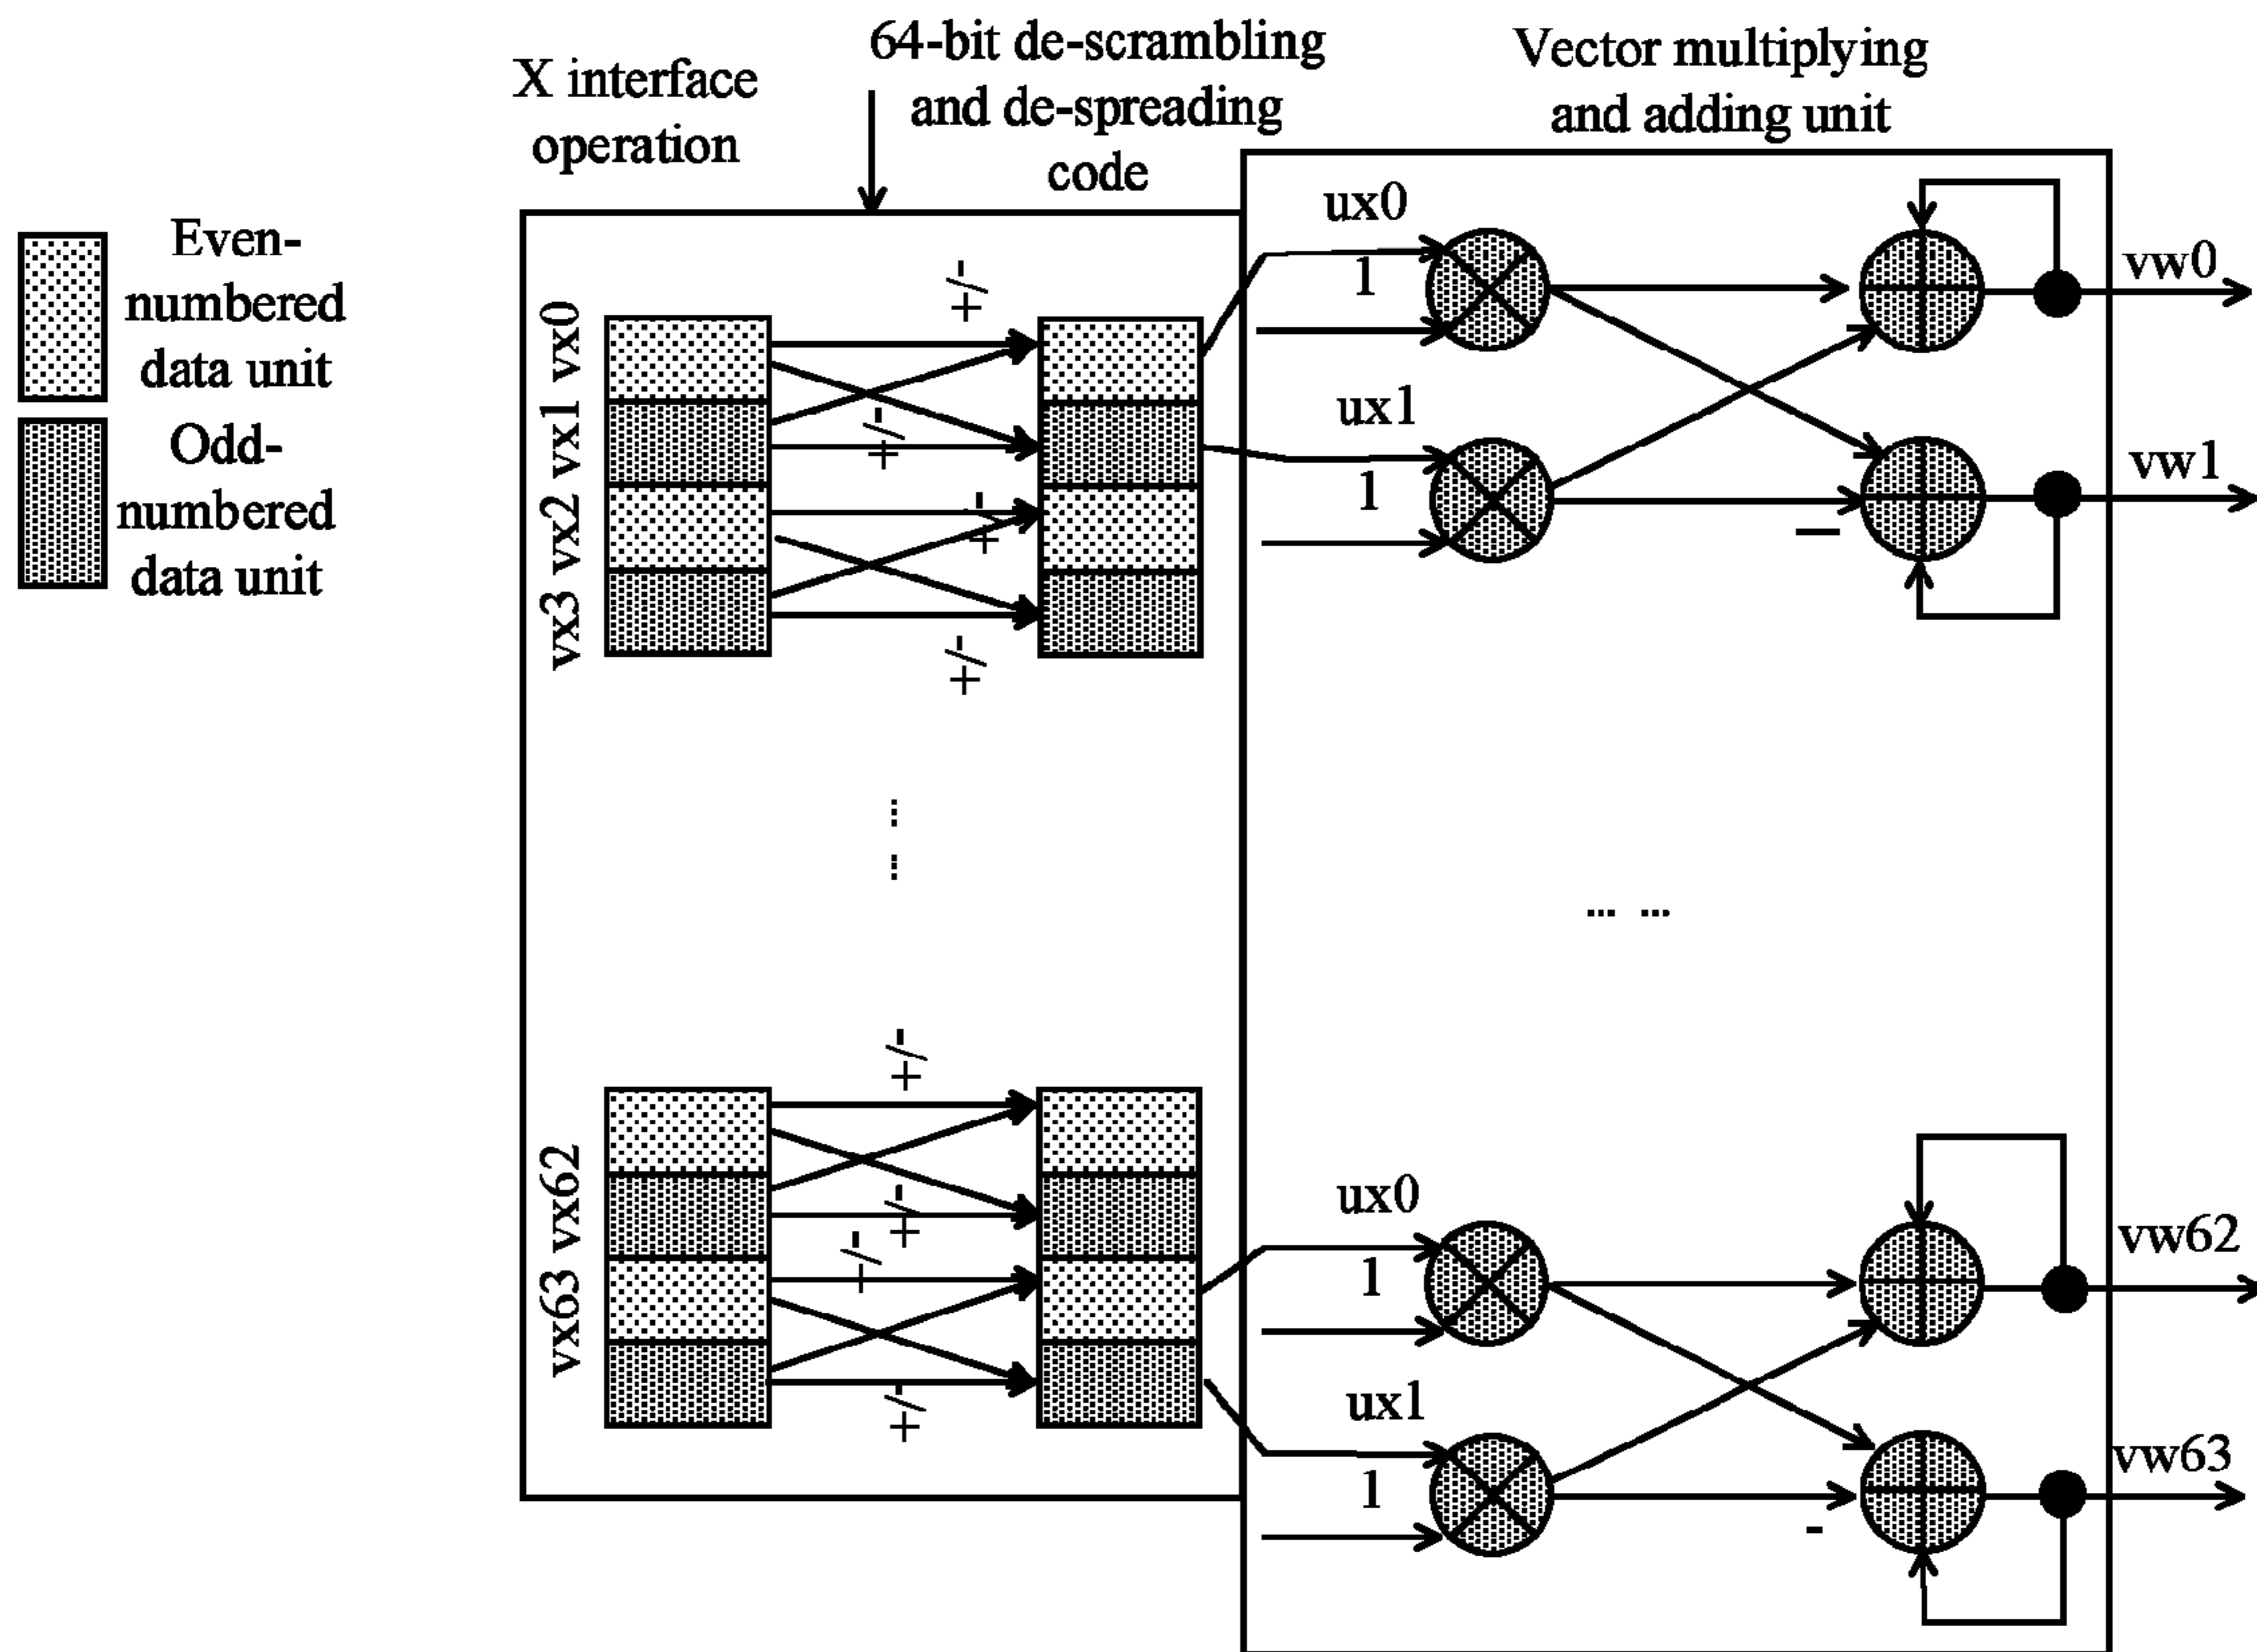 X interface
operation
64-bit de-scrambling
and de-spreading
code
Vector multiplying
and adding unit
Even-
numbered
data unit
Odd-
numbered
data unit
vx3 vx2 vx1 vx0
+/-
+/-
+/-
+/-
ux0
1
ux1
1
—
vw0
vw1
... ...
... ...
vx63 vx62
+/-
+/-
+/-
+/-
ux0
1
ux1
1
-
vw62
vw63